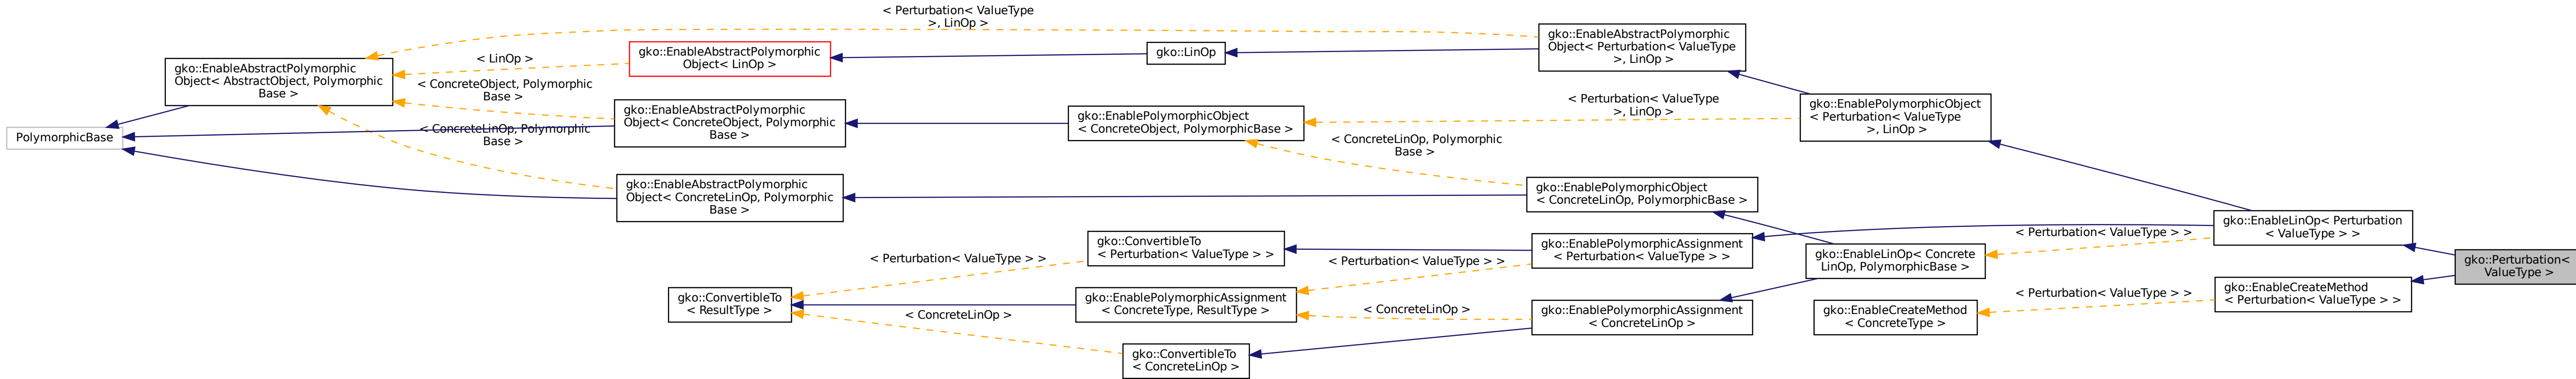 PolymorphicBase
gko::EnableAbstractPolymorphic
Object< AbstractObject, Polymorphic
Base >
< Perturbation< ValueType
>, LinOp >
< LinOp >
< ConcreteObject, Polymorphic
Base >
< ConcreteLinOp, Polymorphic
Base >
gko::EnableAbstractPolymorphic
Object< LinOp >
gko::EnableAbstractPolymorphic
Object< ConcreteObject, Polymorphic
Base >
gko::EnableAbstractPolymorphic
Object< ConcreteLinOp, Polymorphic
Base >
gko::ConvertibleTo
< ResultType >
< Perturbation< ValueType > >
< ConcreteLinOp >
gko::LinOp
gko::EnablePolymorphicObject
< ConcreteObject, PolymorphicBase >
gko::ConvertibleTo
< Perturbation< ValueType > >
gko::EnablePolymorphicAssignment
< ConcreteType, ResultType >
gko::ConvertibleTo
< ConcreteLinOp >
< ConcreteLinOp, Polymorphic
Base >
< Perturbation< ValueType > >
< ConcreteLinOp >
gko::EnableAbstractPolymorphic
Object< Perturbation< ValueType
>, LinOp >
< Perturbation< ValueType
>, LinOp >
gko::EnablePolymorphicObject
< ConcreteLinOp, PolymorphicBase >
gko::EnablePolymorphicAssignment
< Perturbation< ValueType > >
gko::EnablePolymorphicAssignment
< ConcreteLinOp >
gko::EnablePolymorphicObject
< Perturbation< ValueType
>, LinOp >
gko::EnableLinOp< Concrete
LinOp, PolymorphicBase >
gko::EnableCreateMethod
< ConcreteType >
< Perturbation< ValueType > >
< Perturbation< ValueType > >
gko::EnableLinOp< Perturbation
< ValueType > >
gko::EnableCreateMethod
< Perturbation< ValueType > >
gko::Perturbation<
ValueType >